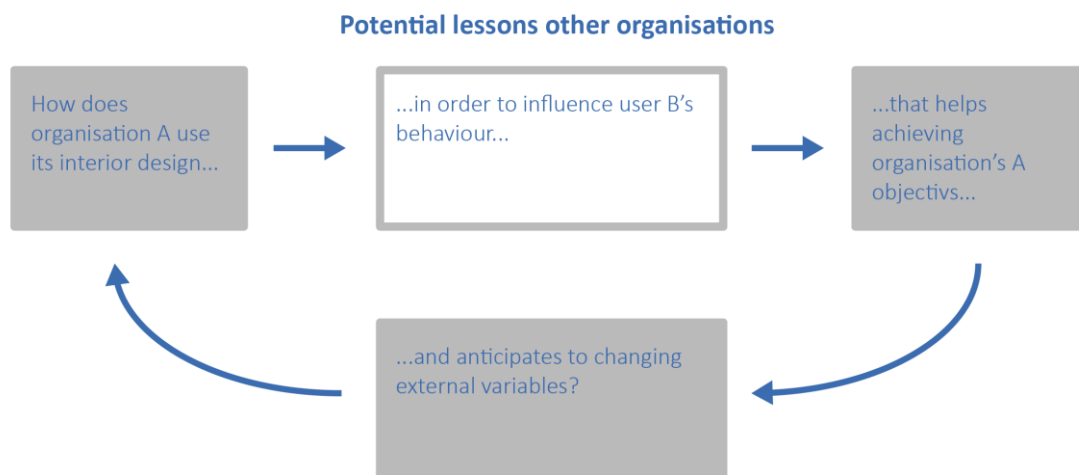 Potential lessons other organisations
How does
organisation A use
its interior design...
...in order to influence user B's
behaviour...
...that helps
achieving
organisation's A
objectivs...
...and anticipates to changing
external variables?